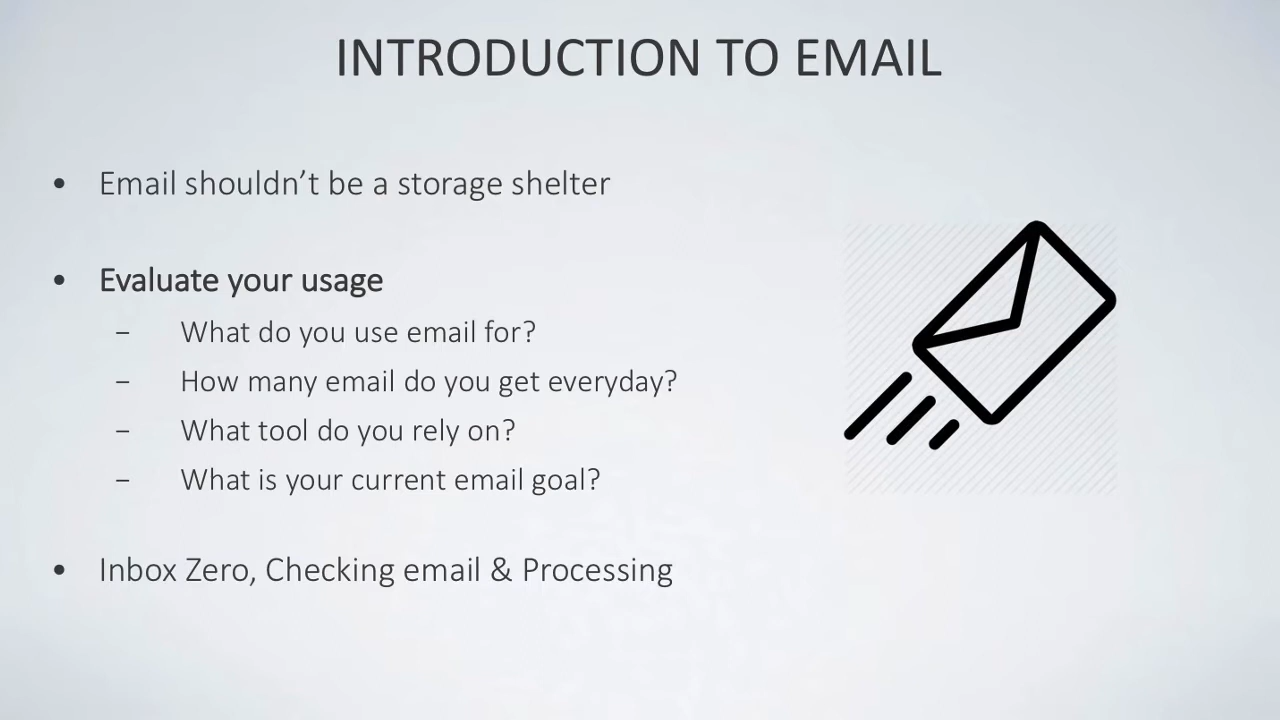 INTRODUCTION TO EMAIL
• Email shouldn’t be a storage shelter
• Evaluate your usage
– What do you use email for?
– How many email do you get everyday?
– What tool do you rely on?
– What is your current email goal?
• Inbox Zero, Checking email & Processing